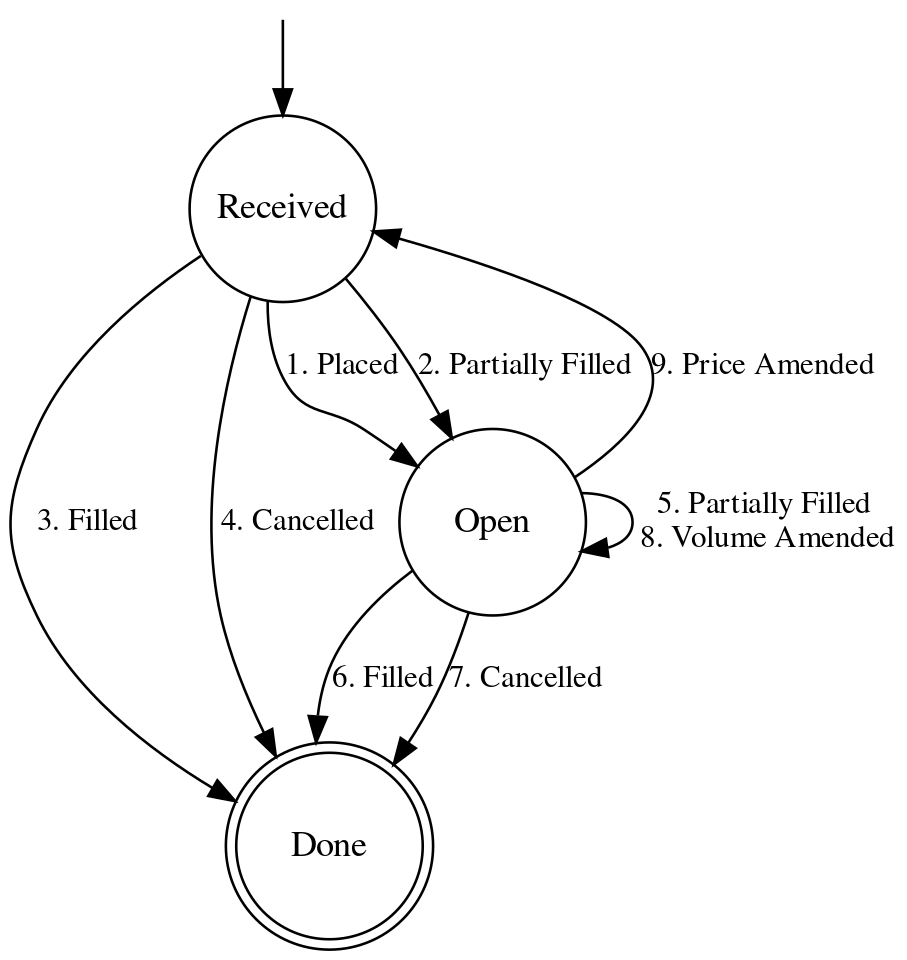 Received
1. Placed
2. Partially Filled
9. Price Amended
3. Filled
4. Cancelled
Open
5. Partially Filled
8. Volume Amended
6. Filled
7. Cancelled
Done